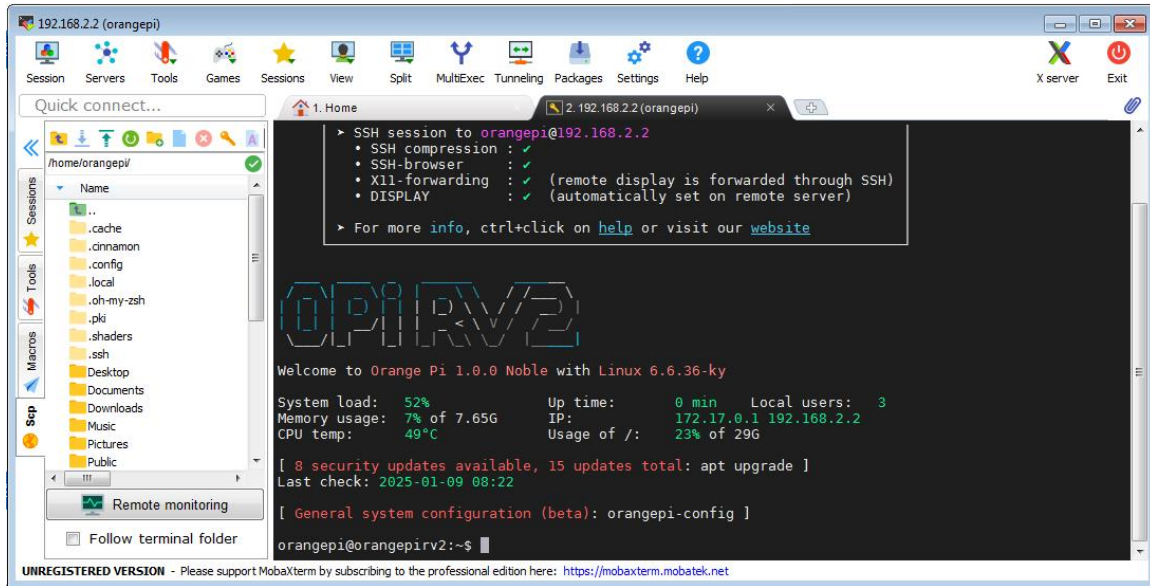 192.168.2.2 (orangepi)
Session Servers Tools Games Sessions View Split MultiExec Tunneling Packages Settings Help X server Exit
Quick connect...
1. Home
2. 192.168.2.2 (orangepi)
/home/orangepi/
Name
..
.cache
.cinnamon
.config
.local
.oh-my-zsh
.pki
.shaders
.ssh
Desktop
Documents
Downloads
Music
Pictures
Public
Sessions
Tools
Macros
Scp
Remote monitoring
Follow terminal folder
➤ SSH session to orangepi@192.168.2.2
• SSH compression : ✔
• SSH-browser : ✔
• X11-forwarding : ✔ (remote display is forwarded through SSH)
• DISPLAY : ✔ (automatically set on remote server)
➤ For more info, ctrl+click on help or visit our website
OPi RV2
Welcome to Orange Pi 1.0.0 Noble with Linux 6.6.36-ky
System load: 52% Up time: 0 min Local users: 3
Memory usage: 7% of 7.65G IP: 172.17.0.1 192.168.2.2
CPU temp: 49°C Usage of /: 23% of 29G
[ 8 security updates available, 15 updates total: apt upgrade ]
Last check: 2025-01-09 08:22
[ General system configuration (beta): orangepi-config ]
orangepi@orangepirv2:~$
UNREGISTERED VERSION - Please support MobaXterm by subscribing to the professional edition here: https://mobaxterm.mobatek.net